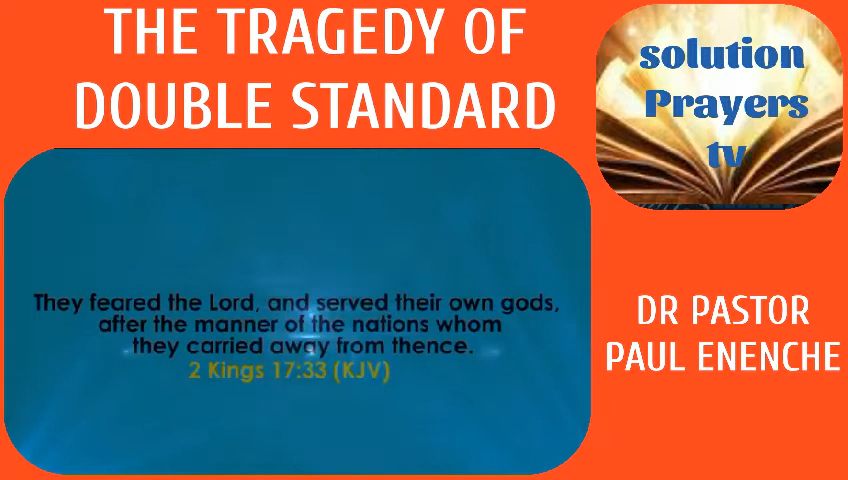 THE TRAGEDY OF
DOUBLE STANDARD
solution
Prayers
tv
They feared the Lord, and served their own gods,
after the manner of the nations whom
they carried away from thence.
2 Kings 17:33 (KJV)
DR PASTOR
PAUL ENENCHE